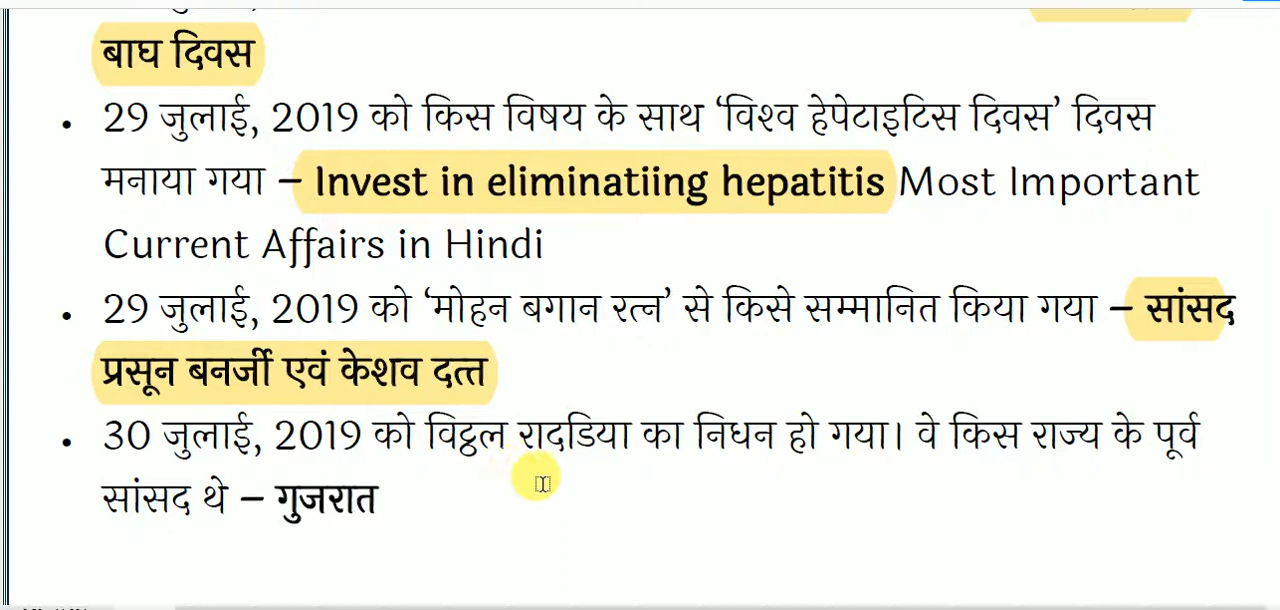 बाघ दिवस
• 29 जुलाई, 2019 को किस विषय के साथ ‘विश्व हेपेटाइटिस दिवस’ दिवस
मनाया गया – Invest in eliminatiing hepatitis Most Important
Current Affairs in Hindi
• 29 जुलाई, 2019 को ‘मोहन बगान रत्न’ से किसे सम्मानित किया गया – सांसद
प्रसून बनर्जी एवं केशव दत्त
• 30 जुलाई, 2019 को विट्ठल रादडिया का निधन हो गया। वे किस राज्य के पूर्व
सांसद थे – गुजरात